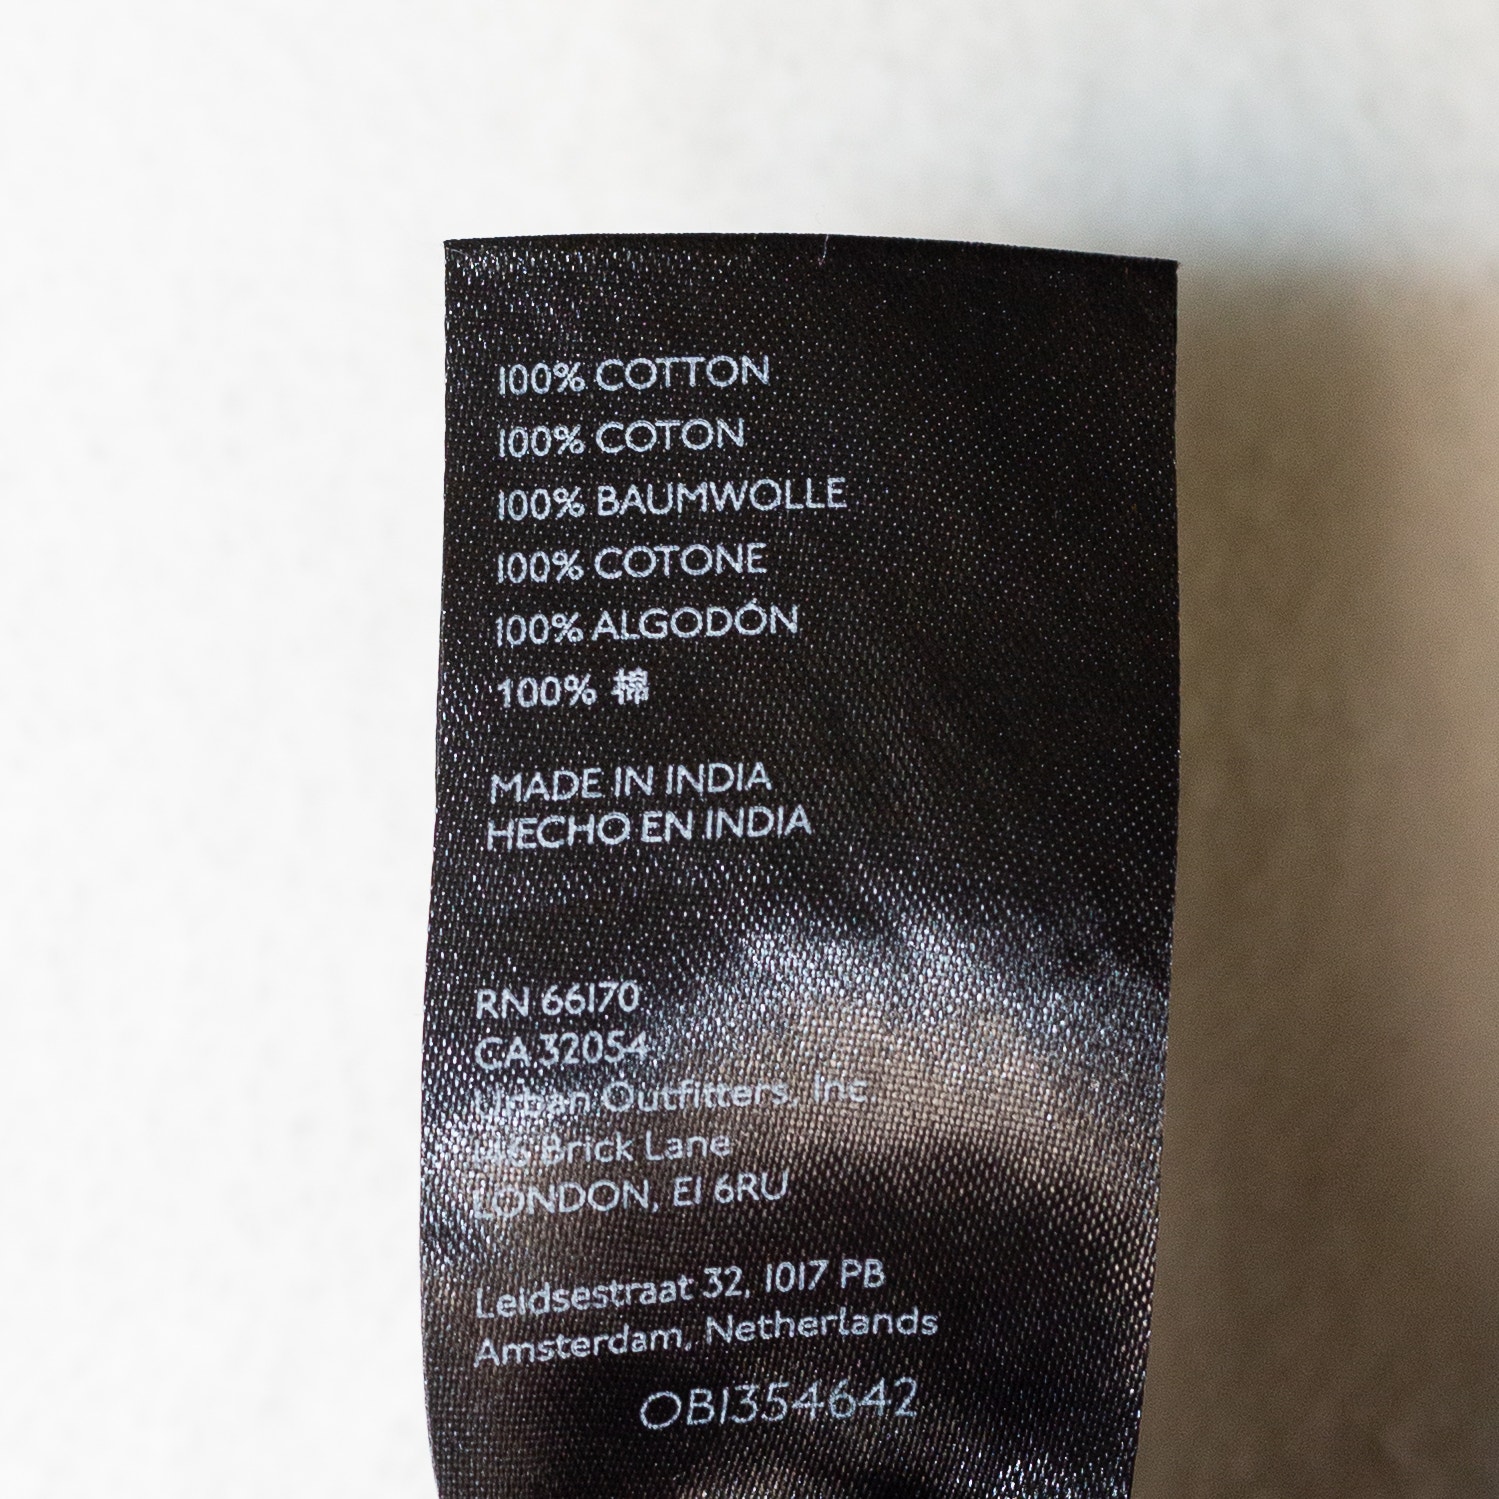 100% COTTON
100% COTON
100% BAUMWOLLE
100% COTONE
100% ALGODÓN
100% 棉
MADE IN INDIA
HECHO EN INDIA
RN 66170
CA 32054
Urban Outfitters, Inc
Brick Lane
LONDON, E1 6RU
Leidsestraat 32, 1017 PB
Amsterdam, Netherlands
OB1354642